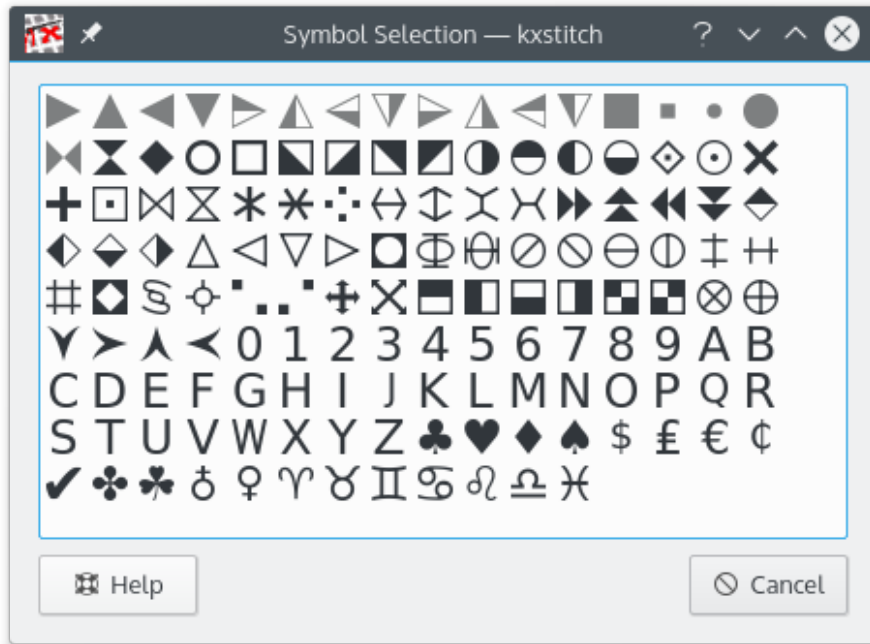 Symbol Selection — kxstitch
0 1 2 3 4 5 6 7 8 9 A B
C D E F G H I J K L M N O P Q R
S T U V W X Y Z ♣ ♥ ♦ ♠ $ ₤ € ¢
Help
Cancel